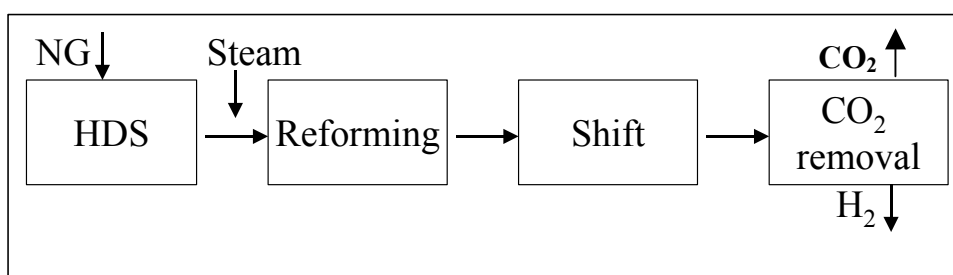 NG
Steam
CO₂
HDS
Reforming
Shift
CO₂
removal
H₂